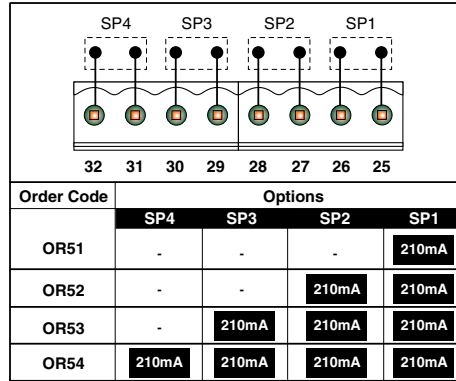 SP4 SP3 SP2 SP1
32 31 30 29 28 27 26 25
Order Code Options
SP4 SP3 SP2 SP1
OR51 - - - 210mA
OR52 - - 210mA 210mA
OR53 - 210mA 210mA 210mA
OR54 210mA 210mA 210mA 210mA